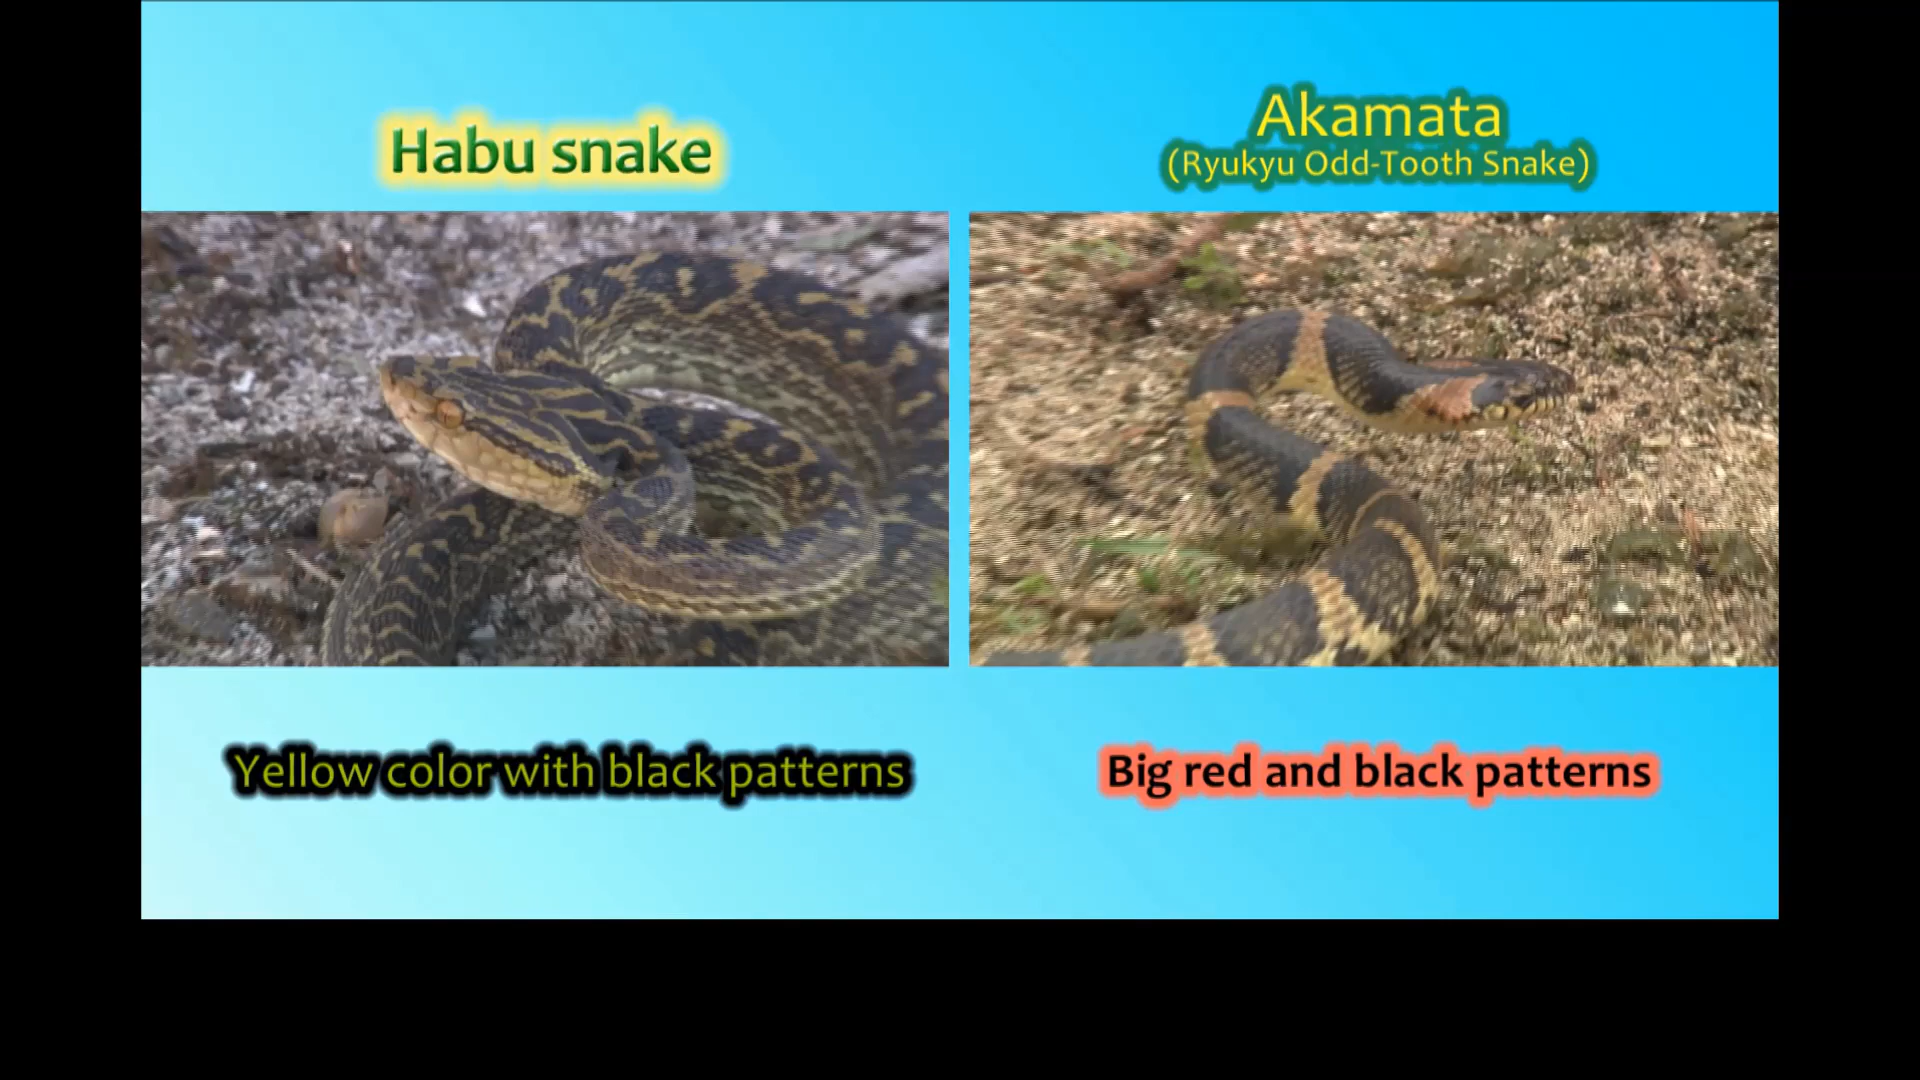 Habu snake
Akamata
(Ryukyu Odd-Tooth Snake)
Yellow color with black patterns
Big red and black patterns